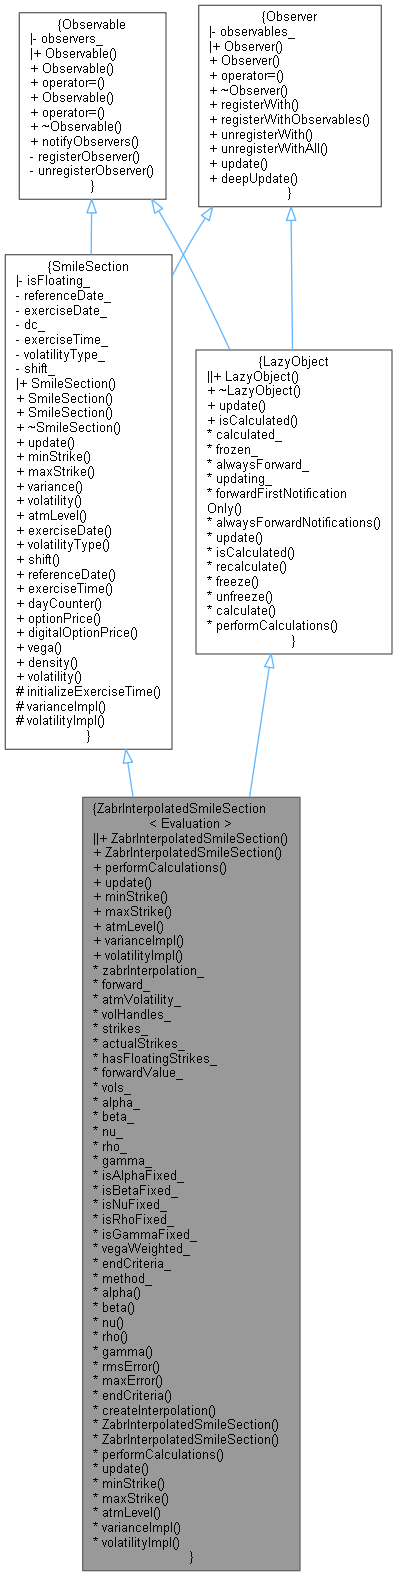 {Observable
|- observers_
|+ Observable()
+ Observable()
+ operator=()
+ Observable()
+ operator=()
+ ~Observable()
+ notifyObservers()
- registerObserver()
- unregisterObserver()
}
{Observer
|- observables_
|+ Observer()
+ Observer()
+ operator=()
+ ~Observer()
+ registerWith()
+ registerWithObservables()
+ unregisterWith()
+ unregisterWithAll()
+ update()
+ deepUpdate()
}
{SmileSection
|- isFloating_
- referenceDate_
- exerciseDate_
- dc_
- exerciseTime_
- volatilityType_
- shift_
|+ SmileSection()
+ SmileSection()
+ SmileSection()
+ ~SmileSection()
+ update()
+ minStrike()
+ maxStrike()
+ variance()
+ volatility()
+ atmLevel()
+ exerciseDate()
+ volatilityType()
+ shift()
+ referenceDate()
+ exerciseTime()
+ dayCounter()
+ optionPrice()
+ digitalOptionPrice()
+ vega()
+ density()
+ volatility()
# initializeExerciseTime()
# varianceImpl()
# volatilityImpl()
}
{LazyObject
||+ LazyObject()
+ ~LazyObject()
+ update()
+ isCalculated()
* calculated_
* frozen_
* alwaysForward_
* updating_
* forwardFirstNotification
Only()
* alwaysForwardNotifications()
* update()
* isCalculated()
* recalculate()
* freeze()
* unfreeze()
* calculate()
* performCalculations()
}
{ZabrInterpolatedSmileSection
< Evaluation >
||+ ZabrInterpolatedSmileSection()
+ ZabrInterpolatedSmileSection()
+ performCalculations()
+ update()
+ minStrike()
+ maxStrike()
+ atmLevel()
+ varianceImpl()
+ volatilityImpl()
* zabrInterpolation_
* forward_
* atmVolatility_
* volHandles_
* strikes_
* actualStrikes_
* hasFloatingStrikes_
* forwardValue_
* vols_
* alpha_
* beta_
* nu_
* rho_
* gamma_
* isAlphaFixed_
* isBetaFixed_
* isNuFixed_
* isRhoFixed_
* isGammaFixed_
* vegaWeighted_
* endCriteria_
* method_
* alpha()
* beta()
* nu()
* rho()
* gamma()
* rmsError()
* maxError()
* endCriteria()
* createInterpolation()
* ZabrInterpolatedSmileSection()
* ZabrInterpolatedSmileSection()
* performCalculations()
* update()
* minStrike()
* maxStrike()
* atmLevel()
* varianceImpl()
* volatilityImpl()
}